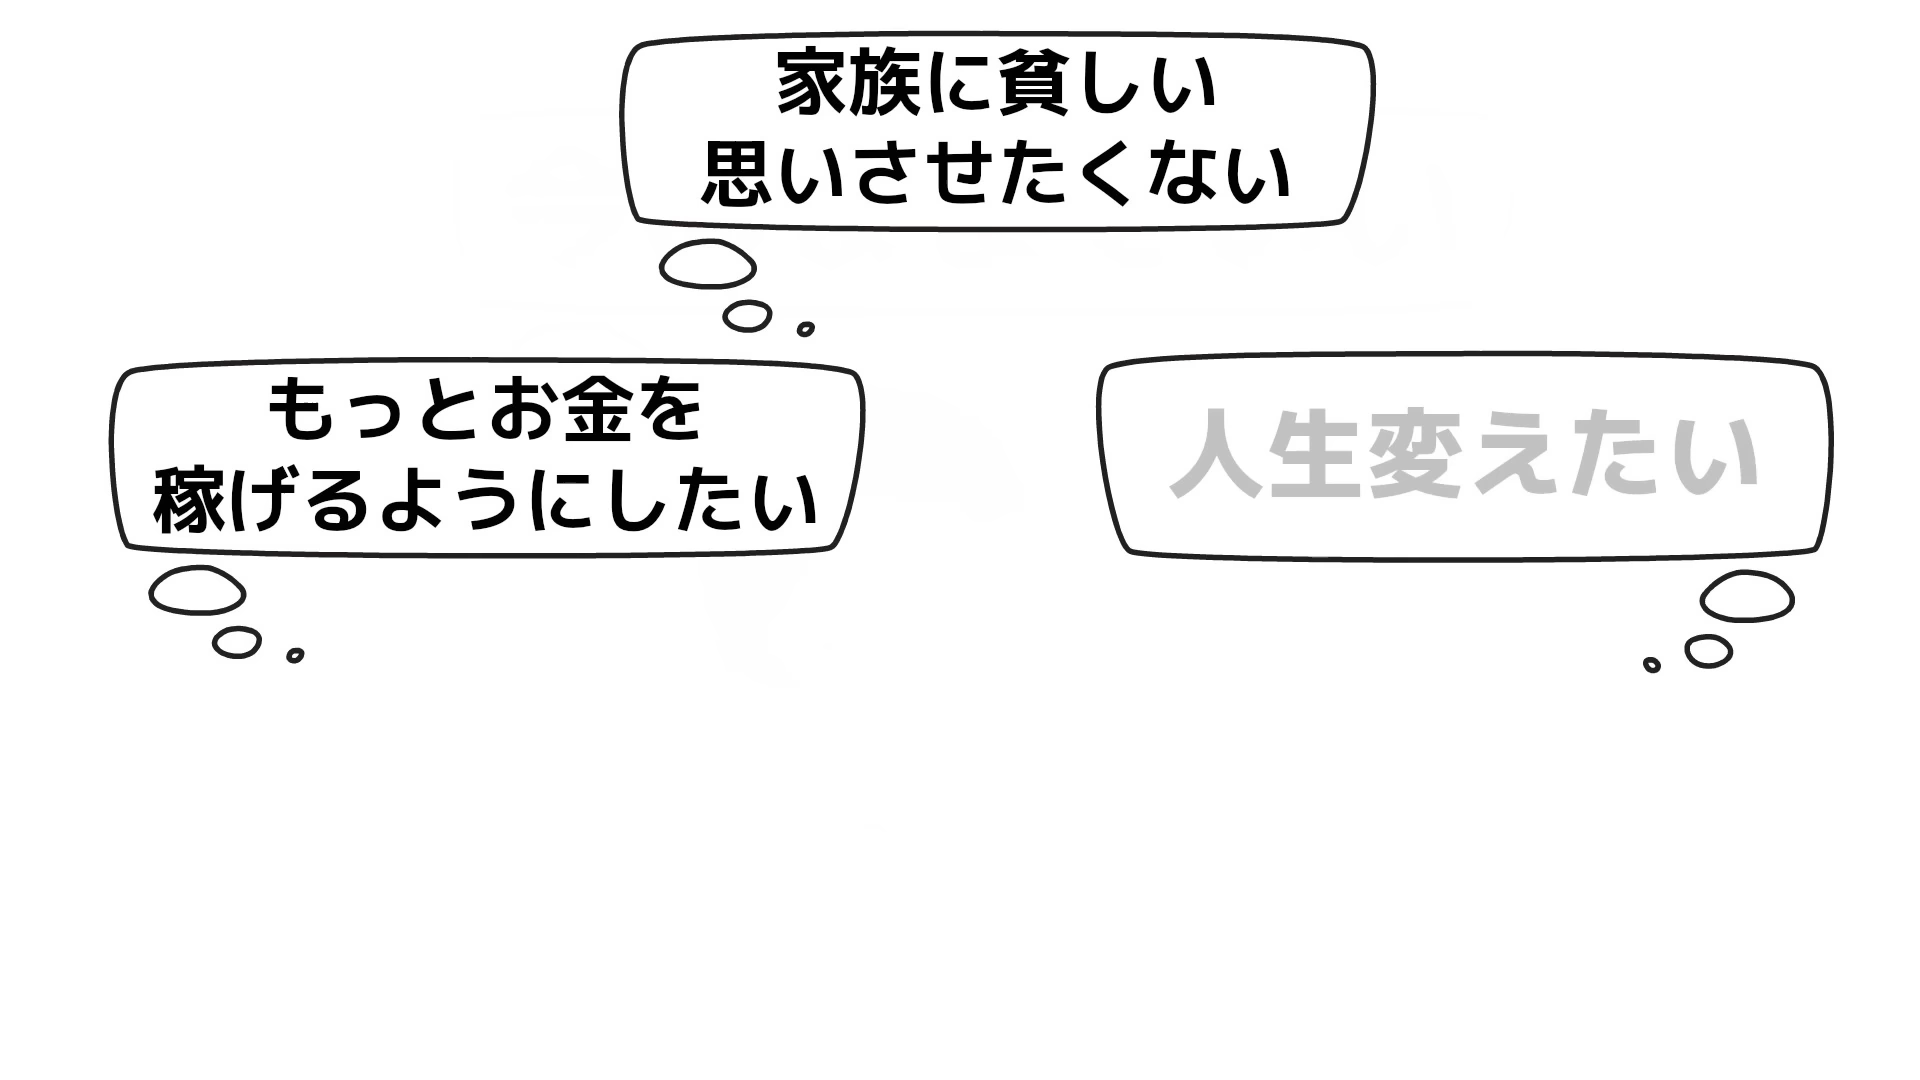 家族に貧しい
思いさせたくない
もっとお金を
稼げるようにしたい
人生変えたい